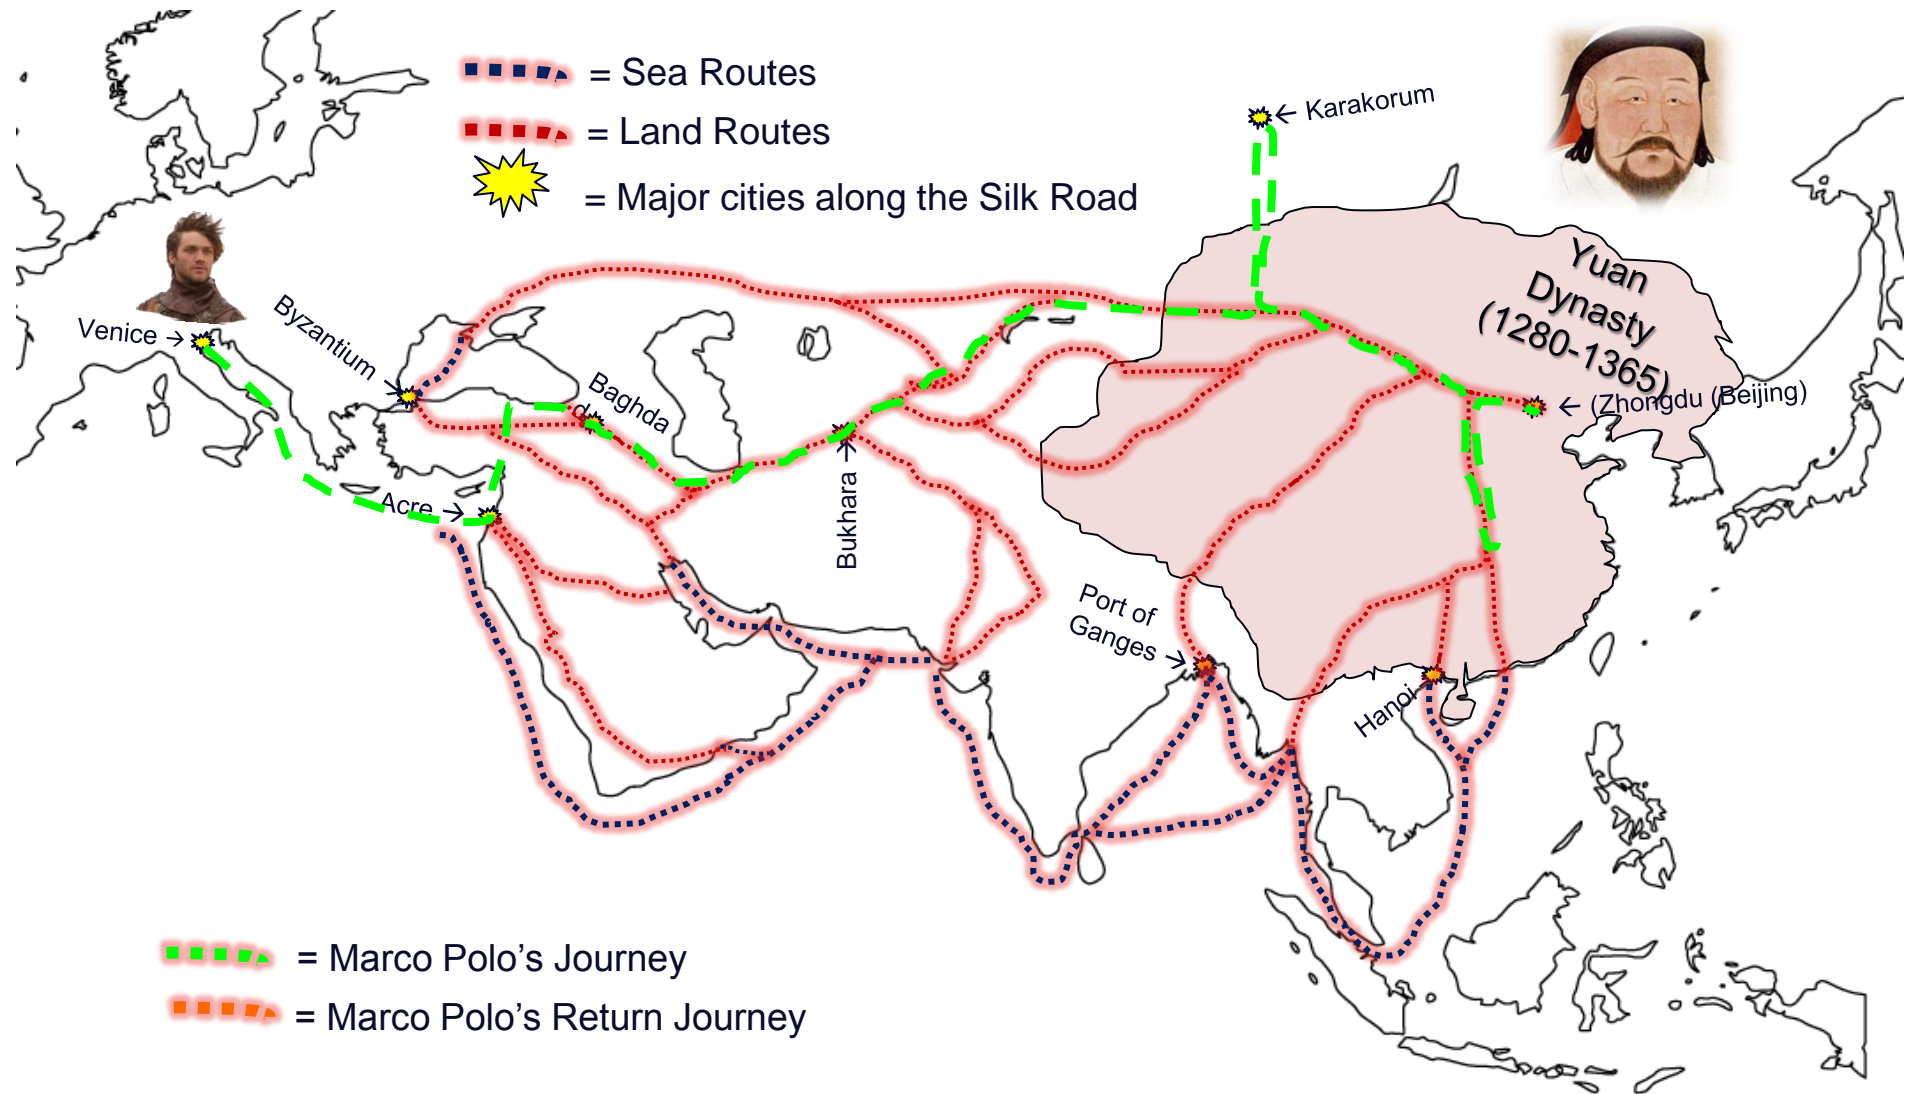 = Sea Routes
= Land Routes
= Major cities along the Silk Road
← Karakorum
Yuan
Dynasty
(1280-1365)
Venice →
Byzantium →
Baghda
d→
← (Zhongdu (Beijing)
Acre →
Bukhara →
Port of
Ganges →
Hanoi
= Marco Polo’s Journey
= Marco Polo’s Return Journey